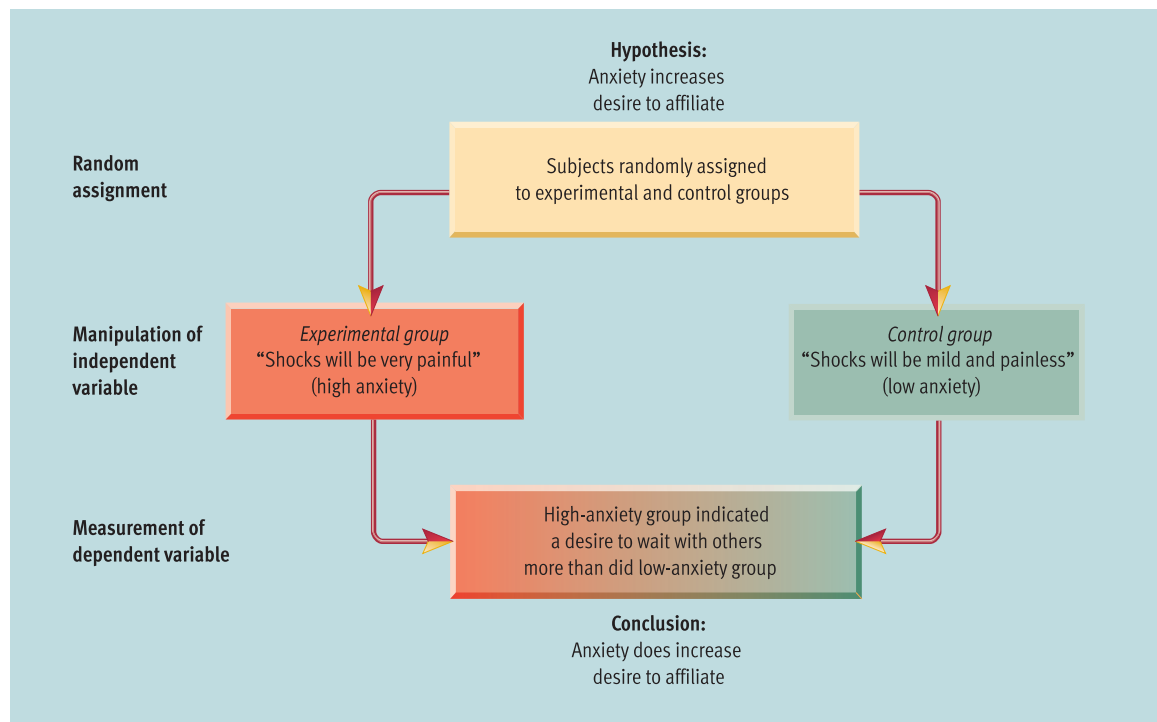 Hypothesis:
Anxiety increases
desire to affiliate
Random
assignment
Subjects randomly assigned
to experimental and control groups
Manipulation of
independent
variable
Experimental group
“Shocks will be very painful”
(high anxiety)
Control group
“Shocks will be mild and painless”
(low anxiety)
Measurement of
dependent variable
High-anxiety group indicated
a desire to wait with others
more than did low-anxiety group
Conclusion:
Anxiety does increase
desire to affiliate